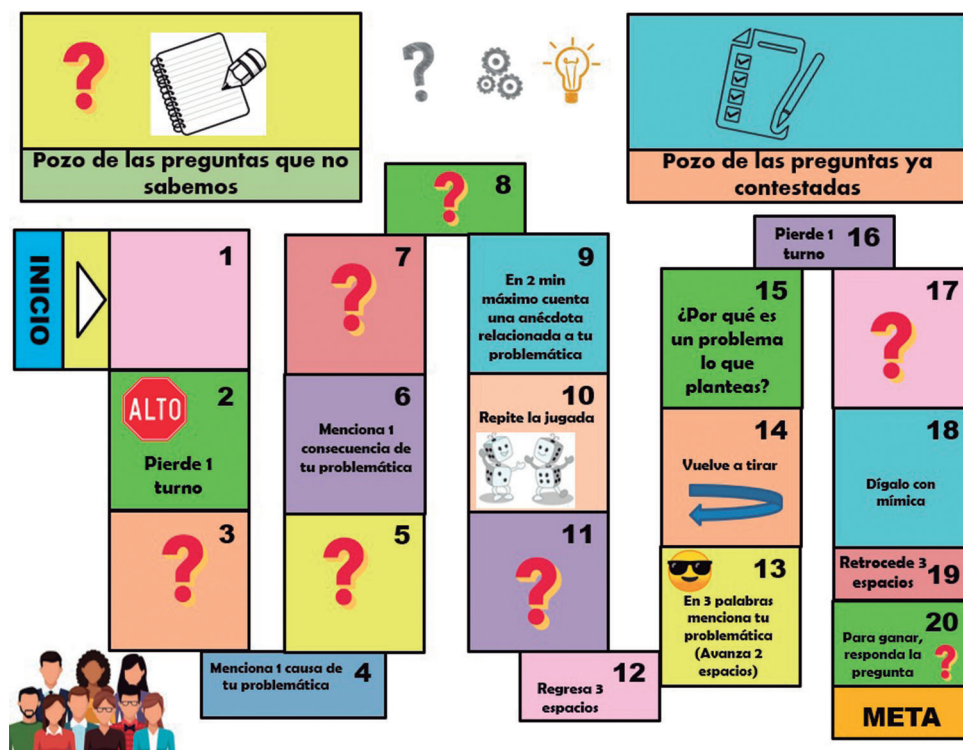 ?
?
Pozo de las preguntas que no
sabemos
Pozo de las preguntas ya
contestadas
INICIO
1
2
ALTO
Pierde 1
turno
3
?
4
Menciona 1 causa de
tu problemática
5
?
6
Menciona 1
consecuencia de
tu problemática
7
?
8
?
9
En 2 min
máximo cuenta
una anécdota
relacionada a tu
problemática
10
Repite la jugada
11
?
12
Regresa 3
espacios
13
En 3 palabras
menciona tu
problemática
(Avanza 2
espacios)
14
Vuelve a tirar
15
¿Por qué es
un problema
lo que
planteas?
16
Pierde 1
turno
17
?
18
Dígalo con
mímica
19
Retrocede 3
espacios
20
Para ganar,
responda la
pregunta
?
META